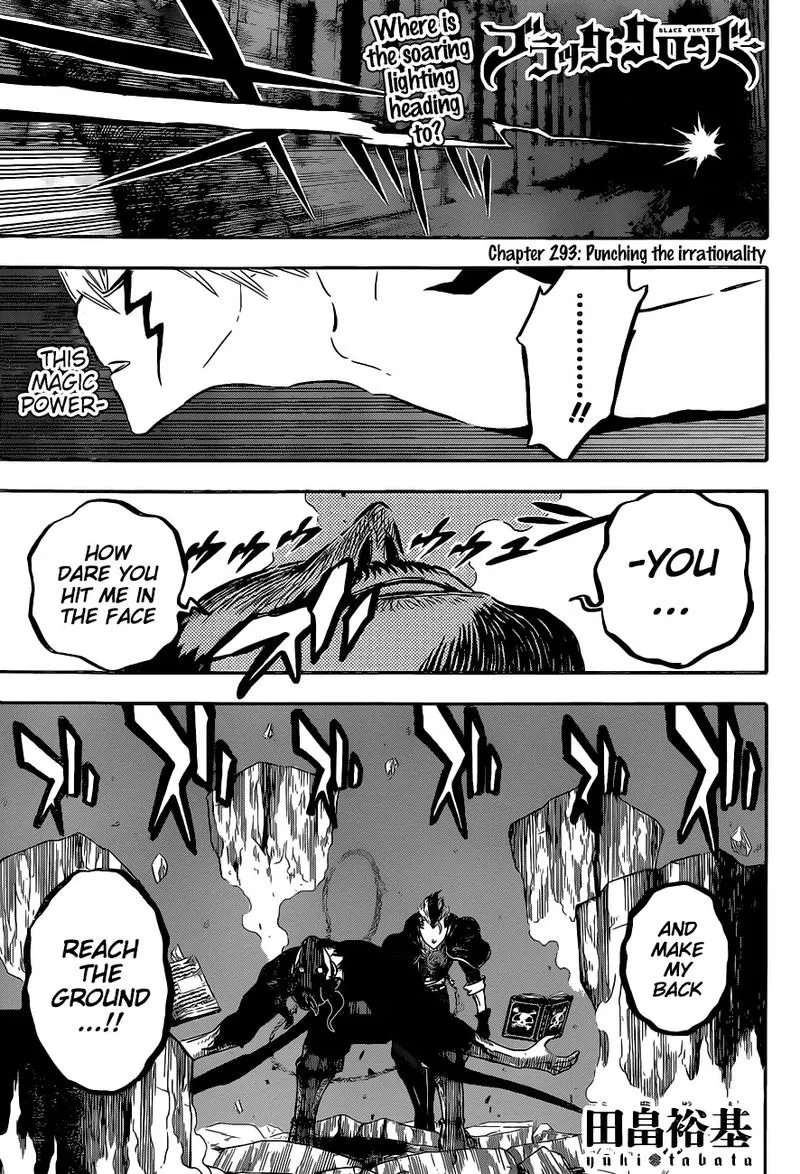 BLACK CLOVER
ブラック・クローバー
Where is
the soaring
lighting
heading
to?
Chapter 293: Punching the irrationality
............!!
THIS
MAGIC
POWER-
-YOU
...
HOW
DARE YOU
HIT ME IN
THE FACE
AND
MAKE
MY
BACK
REACH
THE
GROUND
...!!
田畠裕基
yūki tabata